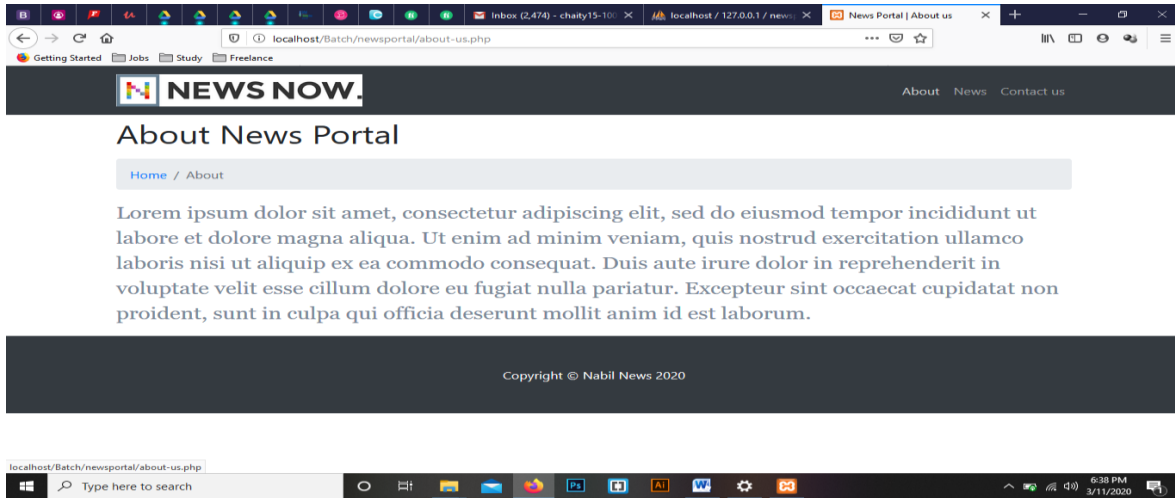 Inbox (2,474) - chaity15-10
localhost / 127.0.0.1 / news
News Portal | About us
localhost/Batch/newsportal/about-us.php
Getting Started Jobs Study Freelance
NEWS NOW.
About News Contact us
About News Portal
Home / About
Lorem ipsum dolor sit amet, consectetur adipiscing elit, sed do eiusmod tempor incididunt ut
labore et dolore magna aliqua. Ut enim ad minim veniam, quis nostrud exercitation ullamco
laboris nisi ut aliquip ex ea commodo consequat. Duis aute irure dolor in reprehenderit in
voluptate velit esse cillum dolore eu fugiat nulla pariatur. Excepteur sint occaecat cupidatat non
proident, sunt in culpa qui officia deserunt mollit anim id est laborum.
Copyright © Nabil News 2020
localhost/Batch/newsportal/about-us.php
Type here to search
6:38 PM
3/11/2020